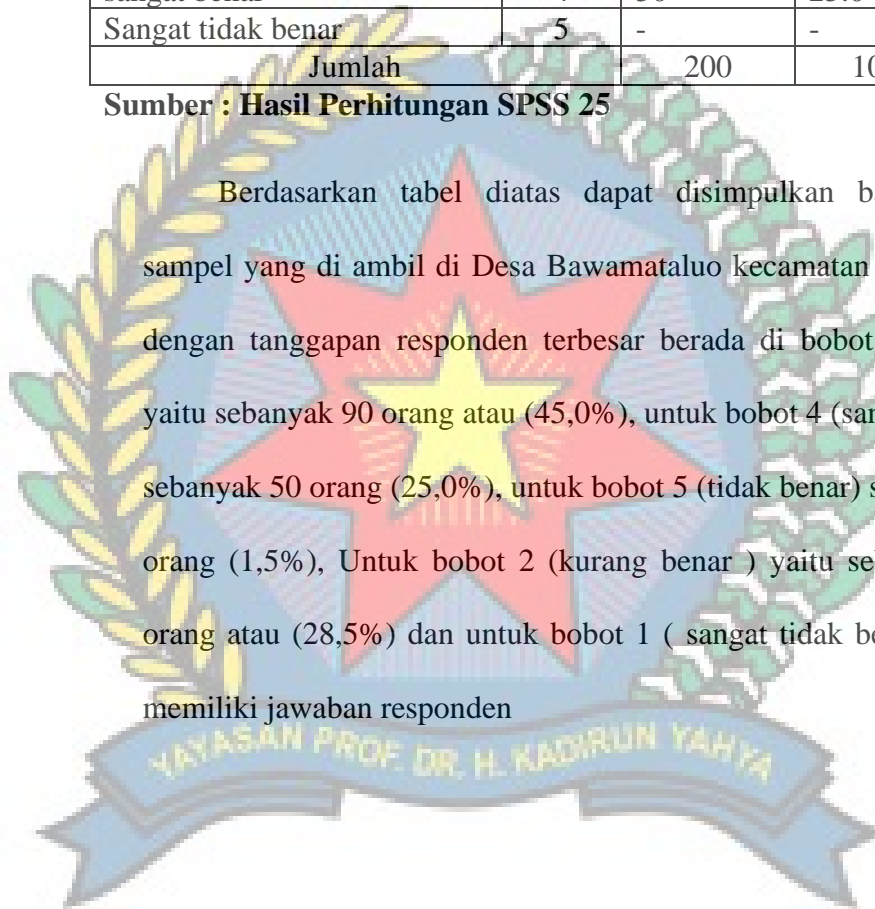 Sangat tidak benar 5 - -
Jumlah 200 10
Sumber : Hasil Perhitungan SPSS 25
Berdasarkan tabel diatas dapat disimpulkan b
sampel yang di ambil di Desa Bawamataluo kecamatan
dengan tanggapan responden terbesar berada di bobot
yaitu sebanyak 90 orang atau (45,0%), untuk bobot 4 (san
sebanyak 50 orang (25,0%), untuk bobot 5 (tidak benar) s
orang (1,5%), Untuk bobot 2 (kurang benar ) yaitu se
orang atau (28,5%) dan untuk bobot 1 ( sangat tidak be
memiliki jawaban responden
YAYASAN PROF. DR. H. KADIRUN YAHYA